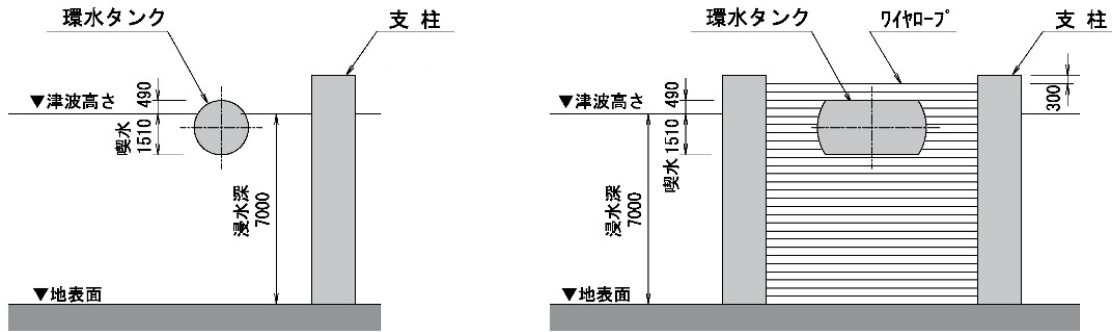 環水タンク
支 柱
▼津波高さ
490
1510
喫水
浸水深
7000
▼地表面
環水タンク
ワイヤロープ
支 柱
▼津波高さ
490
300
喫水 1510
浸水深
7000
▼地表面